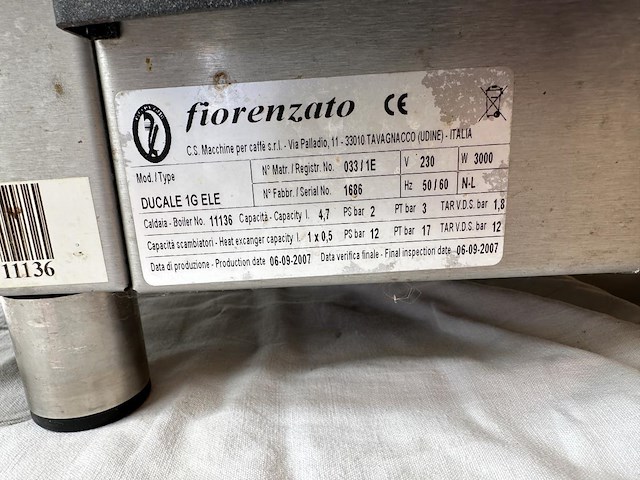 fiorenzato CE
C.S. Macchine per caffè s.r.l. - Via Palladio, 11 - 33010 TAVAGNACCO (UDINE) - ITALIA
Mod. / Type N° Matr. / Registr. No. 033 / 1E V 230 W 3000
DUCALE 1G ELE N° Fabbr. / Serial No. 1686 Hz 50 / 60 N-L
Caldaia - Boiler No. 11136 Capacità - Capacity l. 4,7 PS bar 2 PT bar 3 TAR V.D.S. bar 1,8
Capacità scambiatori - Heat excanger capacity l. 1 x 0,5 PS bar 12 PT bar 17 TAR V.D.S. bar 12
Data di produzione - Production date 06-09-2007 Data verifica finale - Final inspection date 06-09-2007
11136